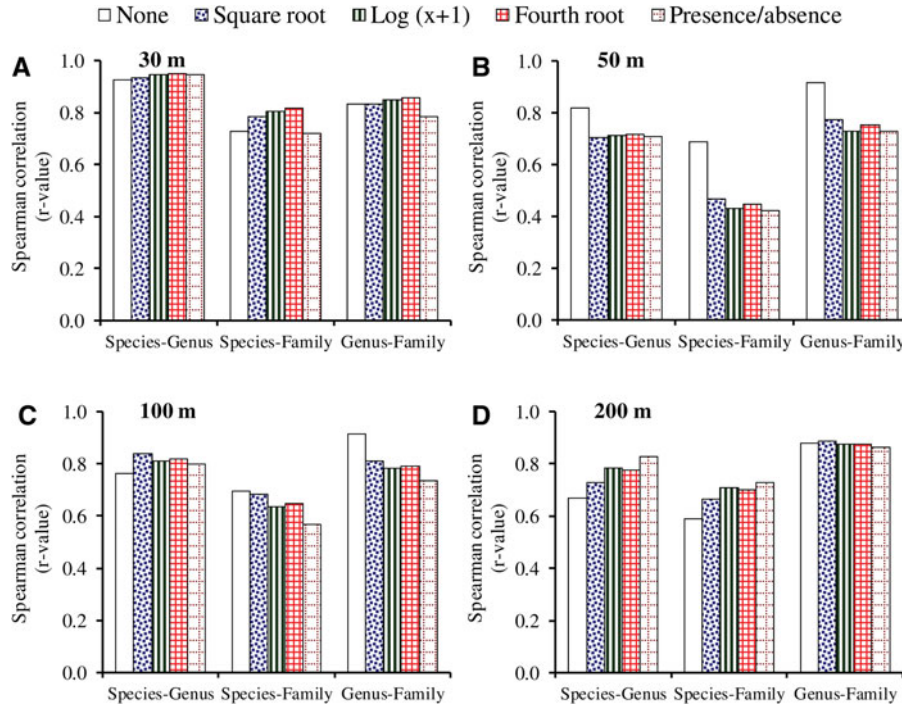 None Square root Log (x+1) Fourth root Presence/absence
A 30 m
Spearman correlation
(r-value)
1.0
0.8
0.6
0.4
0.2
0.0
Species-Genus Species-Family Genus-Family
B 50 m
Spearman correlation
(r-value)
1.0
0.8
0.6
0.4
0.2
0.0
Species-Genus Species-Family Genus-Family
C 100 m
Spearman correlation
(r-value)
1.0
0.8
0.6
0.4
0.2
0.0
Species-Genus Species-Family Genus-Family
D 200 m
Spearman correlation
(r-value)
1.0
0.8
0.6
0.4
0.2
0.0
Species-Genus Species-Family Genus-Family